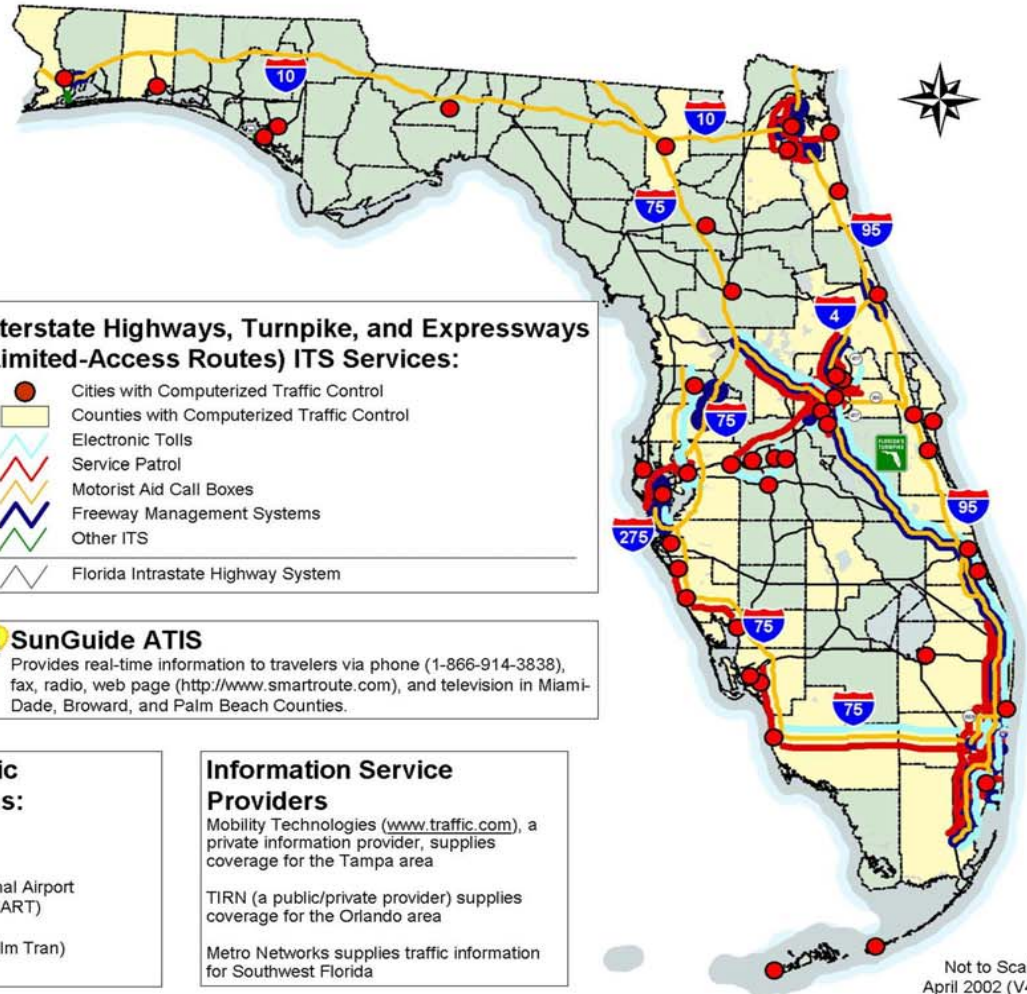 10
10
75
95
4
75
FLORIDA'S
TURNPIKE
95
275
75
75
terstate Highways, Turnpike, and Expressways
imited-Access Routes) ITS Services:
Cities with Computerized Traffic Control
Counties with Computerized Traffic Control
Electronic Tolls
Service Patrol
Motorist Aid Call Boxes
Freeway Management Systems
Other ITS
Florida Intrastate Highway System
SunGuide ATIS
Provides real-time information to travelers via phone (1-866-914-3838),
fax, radio, web page (http://www.smartroute.com), and television in Miami-
Dade, Broward, and Palm Beach Counties.
ic
s:
nal Airport
ART)
lm Tran)
Information Service
Providers
Mobility Technologies (www.traffic.com), a
private information provider, supplies
coverage for the Tampa area
TIRN (a public/private provider) supplies
coverage for the Orlando area
Metro Networks supplies traffic information
for Southwest Florida
Not to Sca
April 2002 (V4